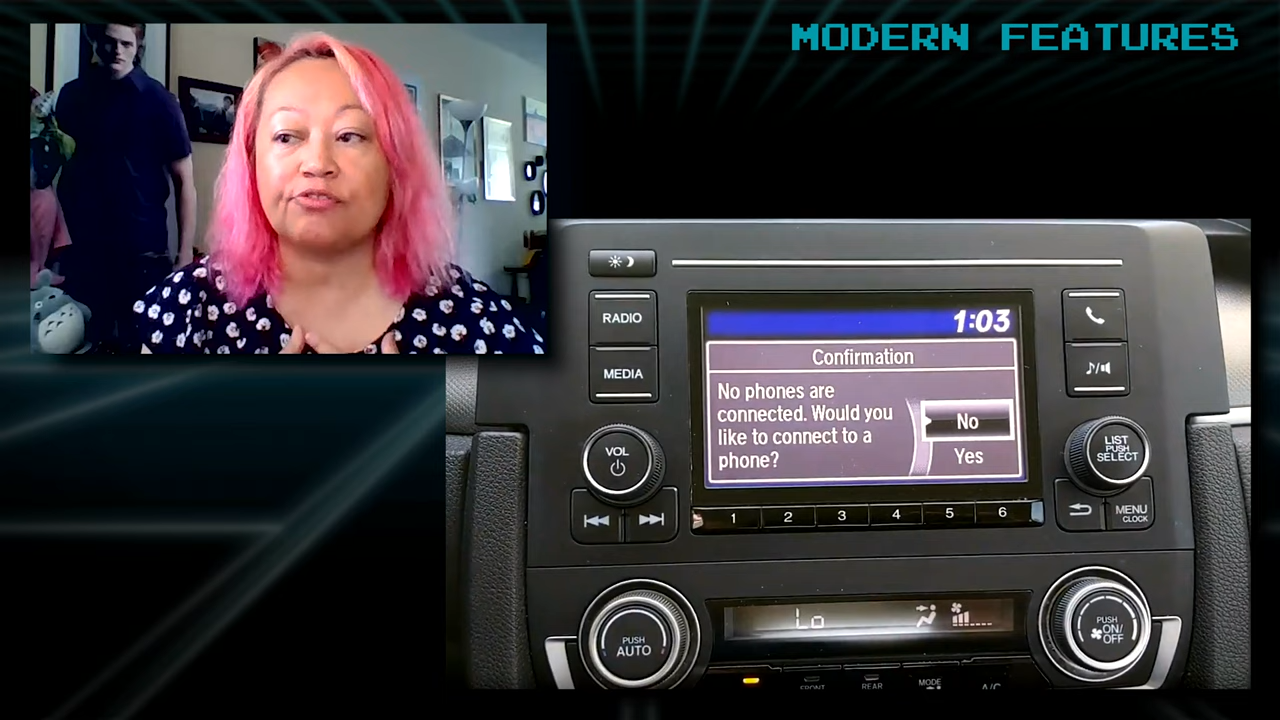 MODERN FEATURES
RADIO
MEDIA
VOL
1:03
Confirmation
No phones are
connected. Would you
like to connect to a
phone?
No
Yes
LIST
PUSH
SELECT
MENU
CLOCK
1 2 3 4 5 6
PUSH
AUTO
Lo
PUSH
ON/
OFF
FRONT
REAR
MODE
A/C